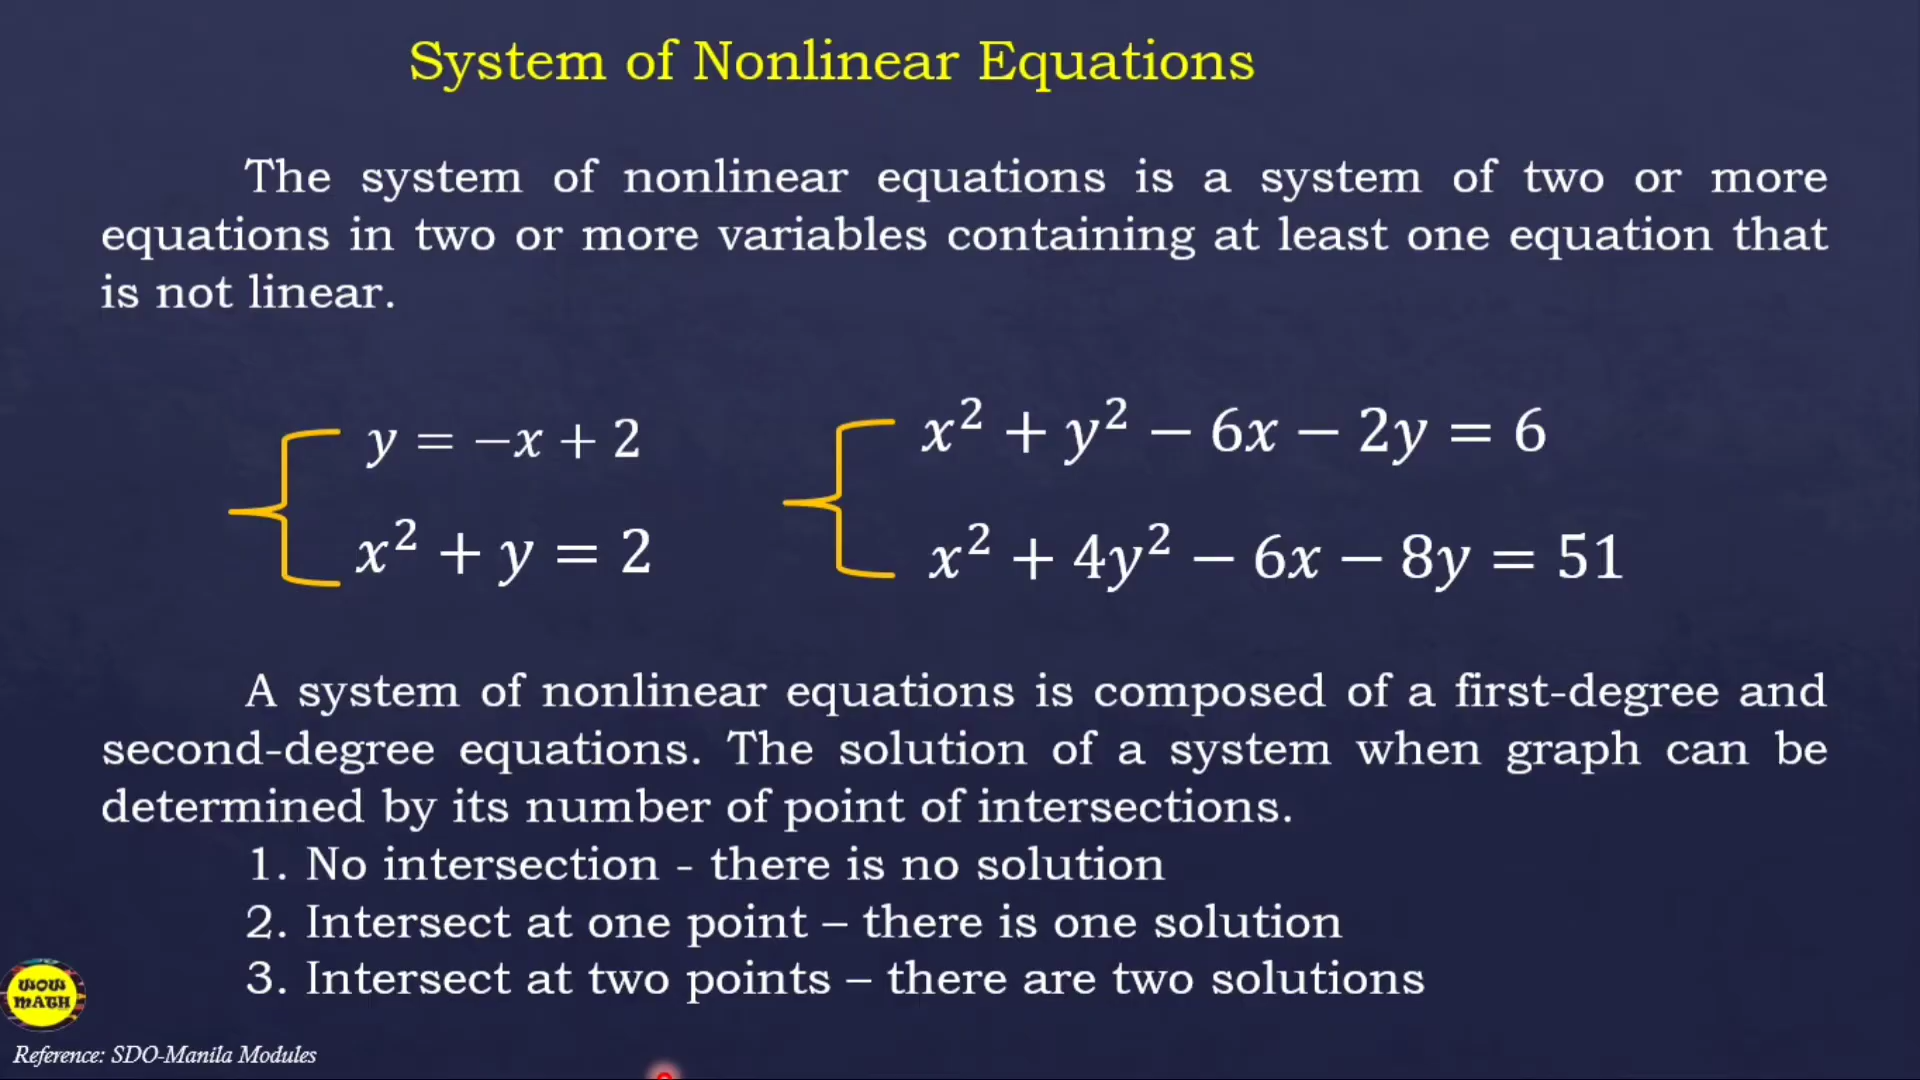 System of Nonlinear Equations
The system of nonlinear equations is a system of two or more
equations in two or more variables containing at least one equation that
is not linear.
y = −x + 2
x² + y = 2
x² + y² − 6x − 2y = 6
x² + 4y² − 6x − 8y = 51
A system of nonlinear equations is composed of a first-degree and
second-degree equations. The solution of a system when graph can be
determined by its number of point of intersections.
1. No intersection - there is no solution
2. Intersect at one point – there is one solution
3. Intersect at two points – there are two solutions
WOW
MATH
Reference: SDO-Manila Modules